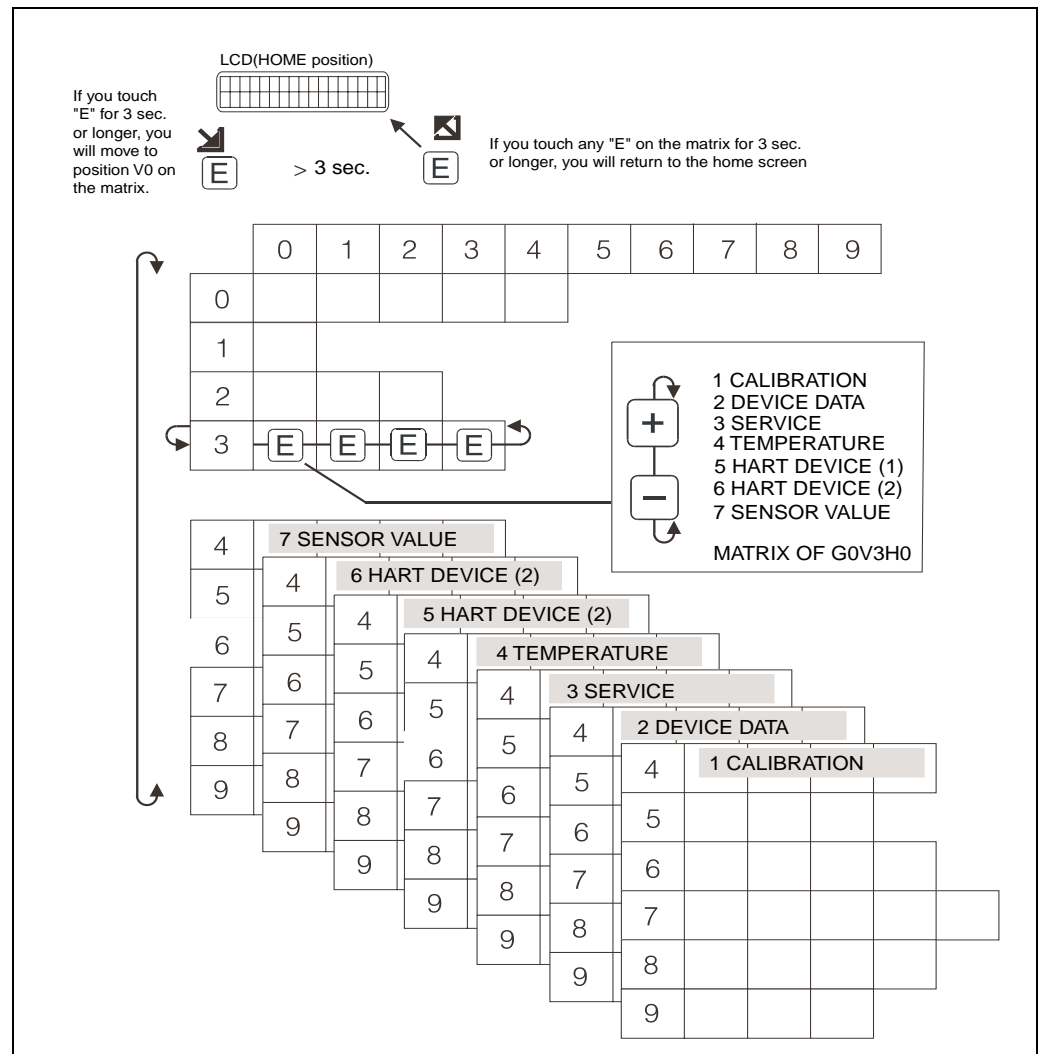 LCD(HOME position)
If you touch
"E" for 3 sec.
or longer, you
will move to
position V0 on
the matrix.
E
> 3 sec.
E
If you touch any "E" on the matrix for 3 sec.
or longer, you will return to the home screen
0 1 2 3 4 5 6 7 8 9
0
1
2
3 E E E E
+
−
1 CALIBRATION
2 DEVICE DATA
3 SERVICE
4 TEMPERATURE
5 HART DEVICE (1)
6 HART DEVICE (2)
7 SENSOR VALUE
MATRIX OF G0V3H0
7 SENSOR VALUE
4
5
6
7
8
9
6 HART DEVICE (2)
4
5
6
7
8
9
5 HART DEVICE (2)
4
5
6
7
8
9
4 TEMPERATURE
4
5
6
7
8
9
3 SERVICE
4
5
6
7
8
9
2 DEVICE DATA
4
5
6
7
8
9
1 CALIBRATION
4
5
6
7
8
9